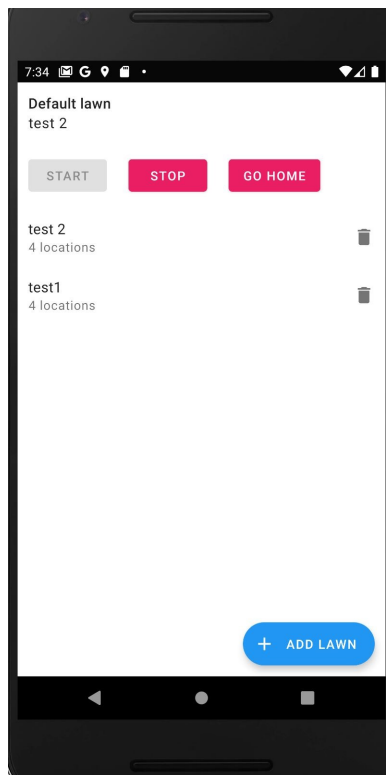 7:34 G
Default lawn
test 2
START STOP GO HOME
test 2
4 locations
test1
4 locations
+ ADD LAWN